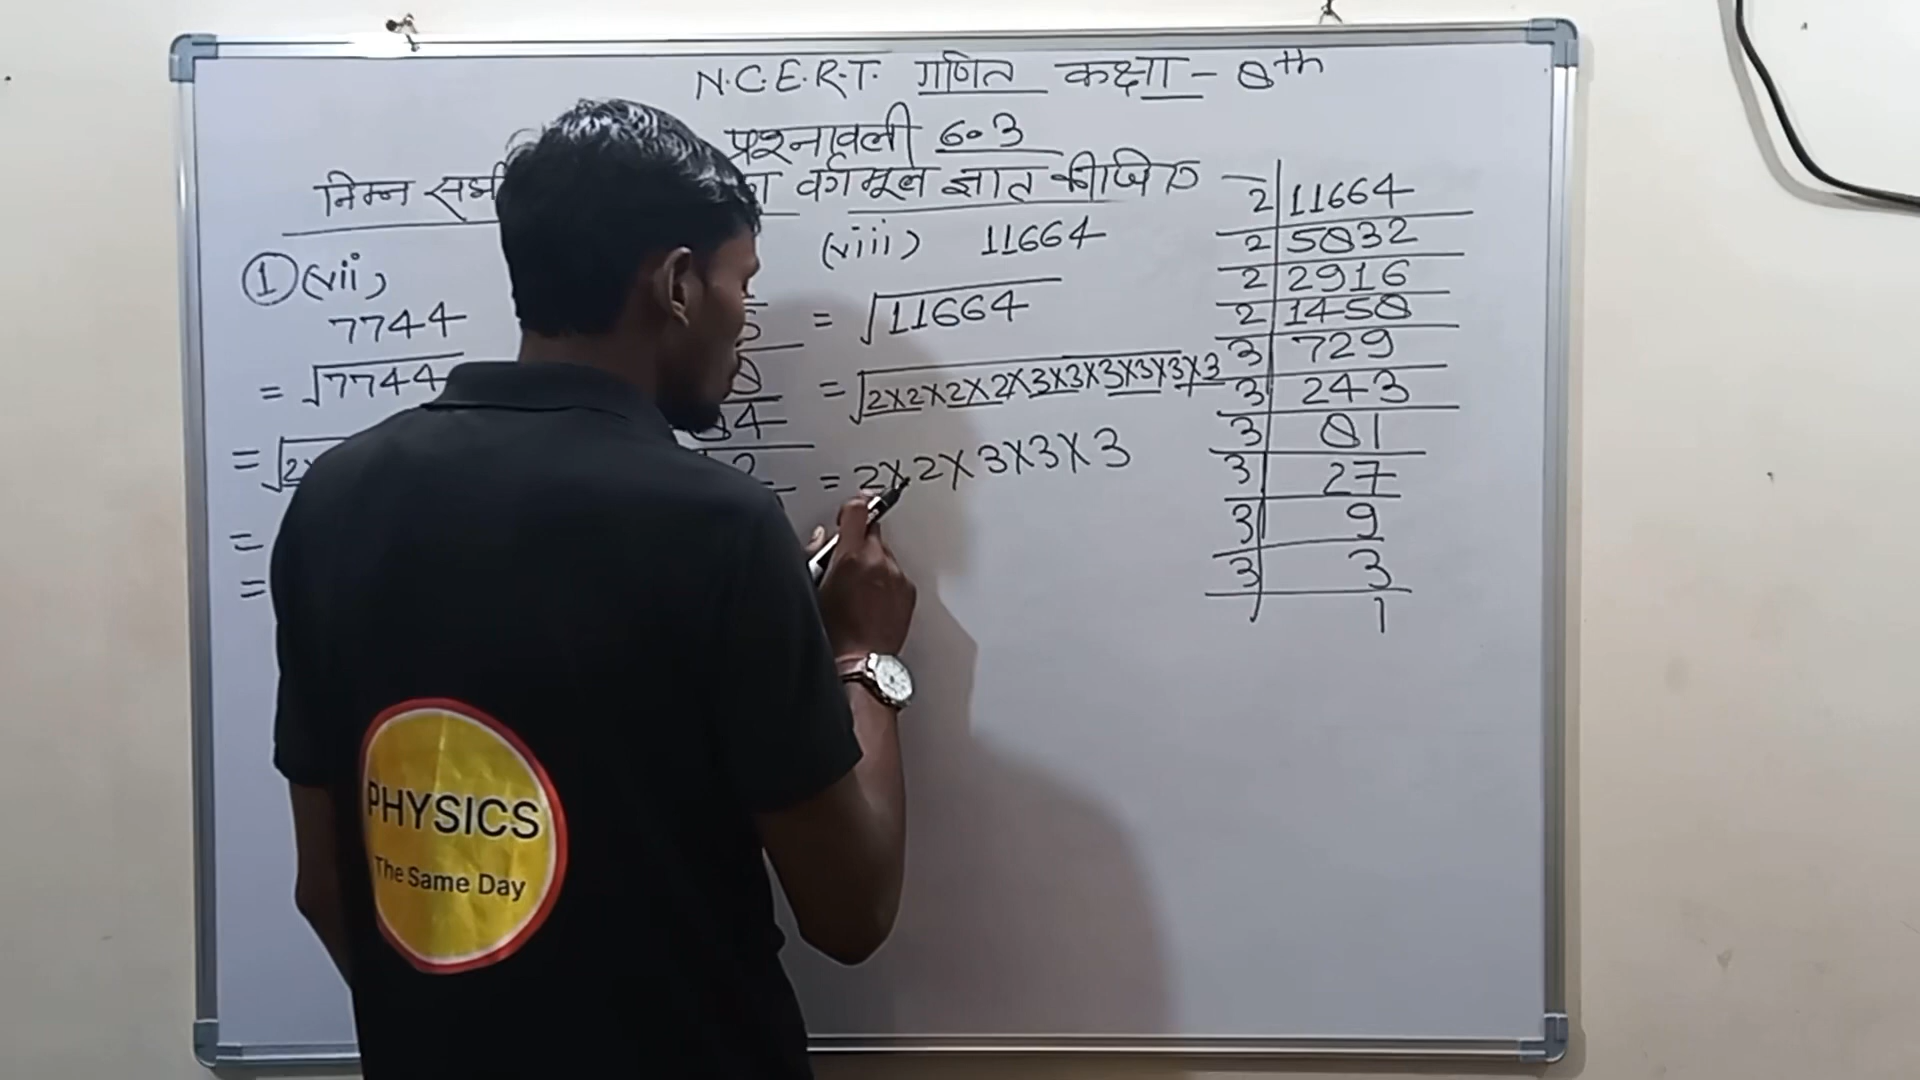 N.C.E.R.T. गणित कक्षा - 8th
प्रश्नावली 6.3
निम्न वर्गमूल ज्ञात कीजिए
1 (vii)
7744
= √7744
= √2×
=
=
(viii) 11664
= √11664
= √2×2×2×2×3×3×3×3×3×3
= 2×2×3×3×3
2 11664
2 5832
2 2916
2 1458
3 729
3 243
3 81
3 27
3 9
3 3
1
PHYSICS
The Same Day